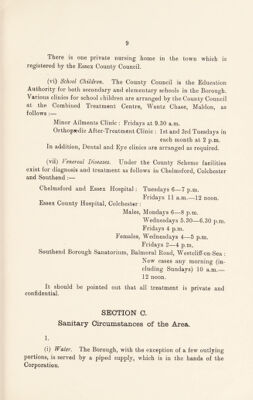 9
There is one private nursing home in the town which is
registered by the Essex County Council.
(vi) School Children. The County Council is the Education
Authority for both secondary and elementary schools in the Borough.
Various clinics for school children are arranged by the County Council
at the Combined Treatment Centre, Wentz Chase, Maldon, as
follows :—
Minor Ailments Clinic : Fridays at 9.30 a.m.
Orthopædic After-Treatment Clinic : 1st and 3rd Tuesdays in
each month at 2 p.m.
In addition, Dental and Eye clinics are arranged as required.
(vii) Venereal Diseases. Under the County Scheme facilities
exist for diagnosis and treatment as follows in Chelmsford, Colchester
and Southend :—
Chelmsford and Essex Hospital : Tuesdays 6—7 p.m.
Fridays 11 a.m.—12 noon.
Essex County Hospital, Colchester :
Males, Mondays 6—8 p.m.
Wednesdays 5.30—6.30 p.m.
Fridays 4 p.m.
Females, Wednesdays 4—5 p.m.
Fridays 2—4 p.m.
Southend Borough Sanatorium, Balmoral Road, Westcliff-on-Sea :
New cases any morning (in-
cluding Sundays) 10 a.m.—
12 noon.
It should be pointed out that all treatment is private and
confidential.
SECTION C.
Sanitary Circumstances of the Area.
1.
(i) Water. The Borough, with the exception of a few outlying
portions, is served by a piped supply, which is in the hands of the
Corporation.